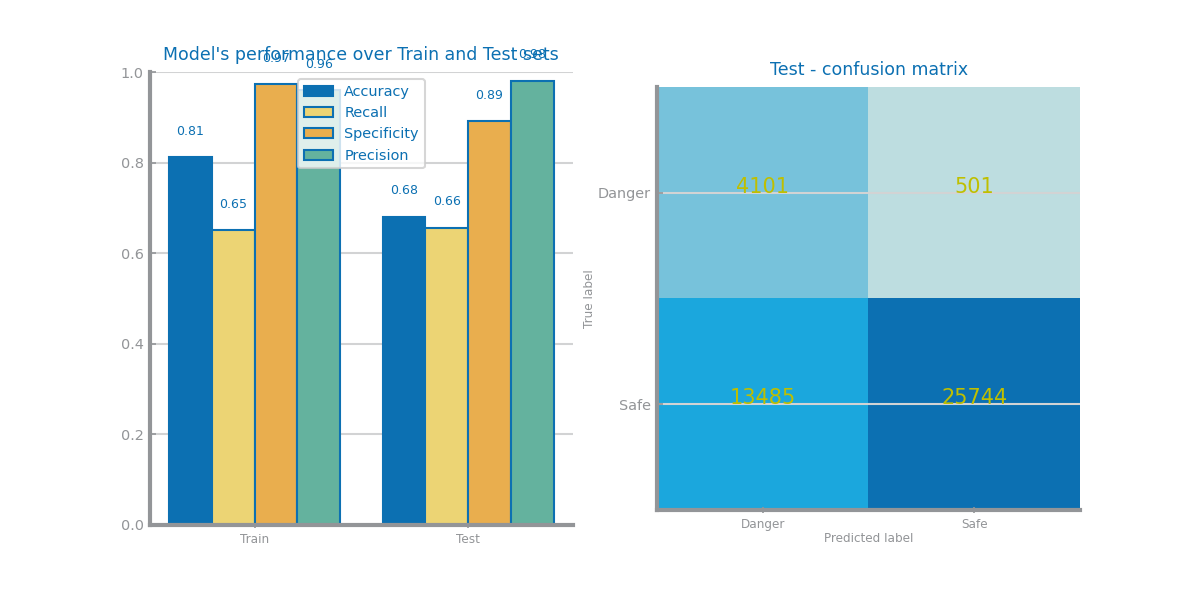 Model's performance over Train and Test sets
0.97
0.96
0.98
1.0
0.8
0.6
0.4
0.2
0.0
0.81
0.65
0.68
0.66
0.89
Accuracy
Recall
Specificity
Precision
Train
Test
Test - confusion matrix
True label
Danger
4101
501
Safe
13485
25744
Danger
Safe
Predicted label